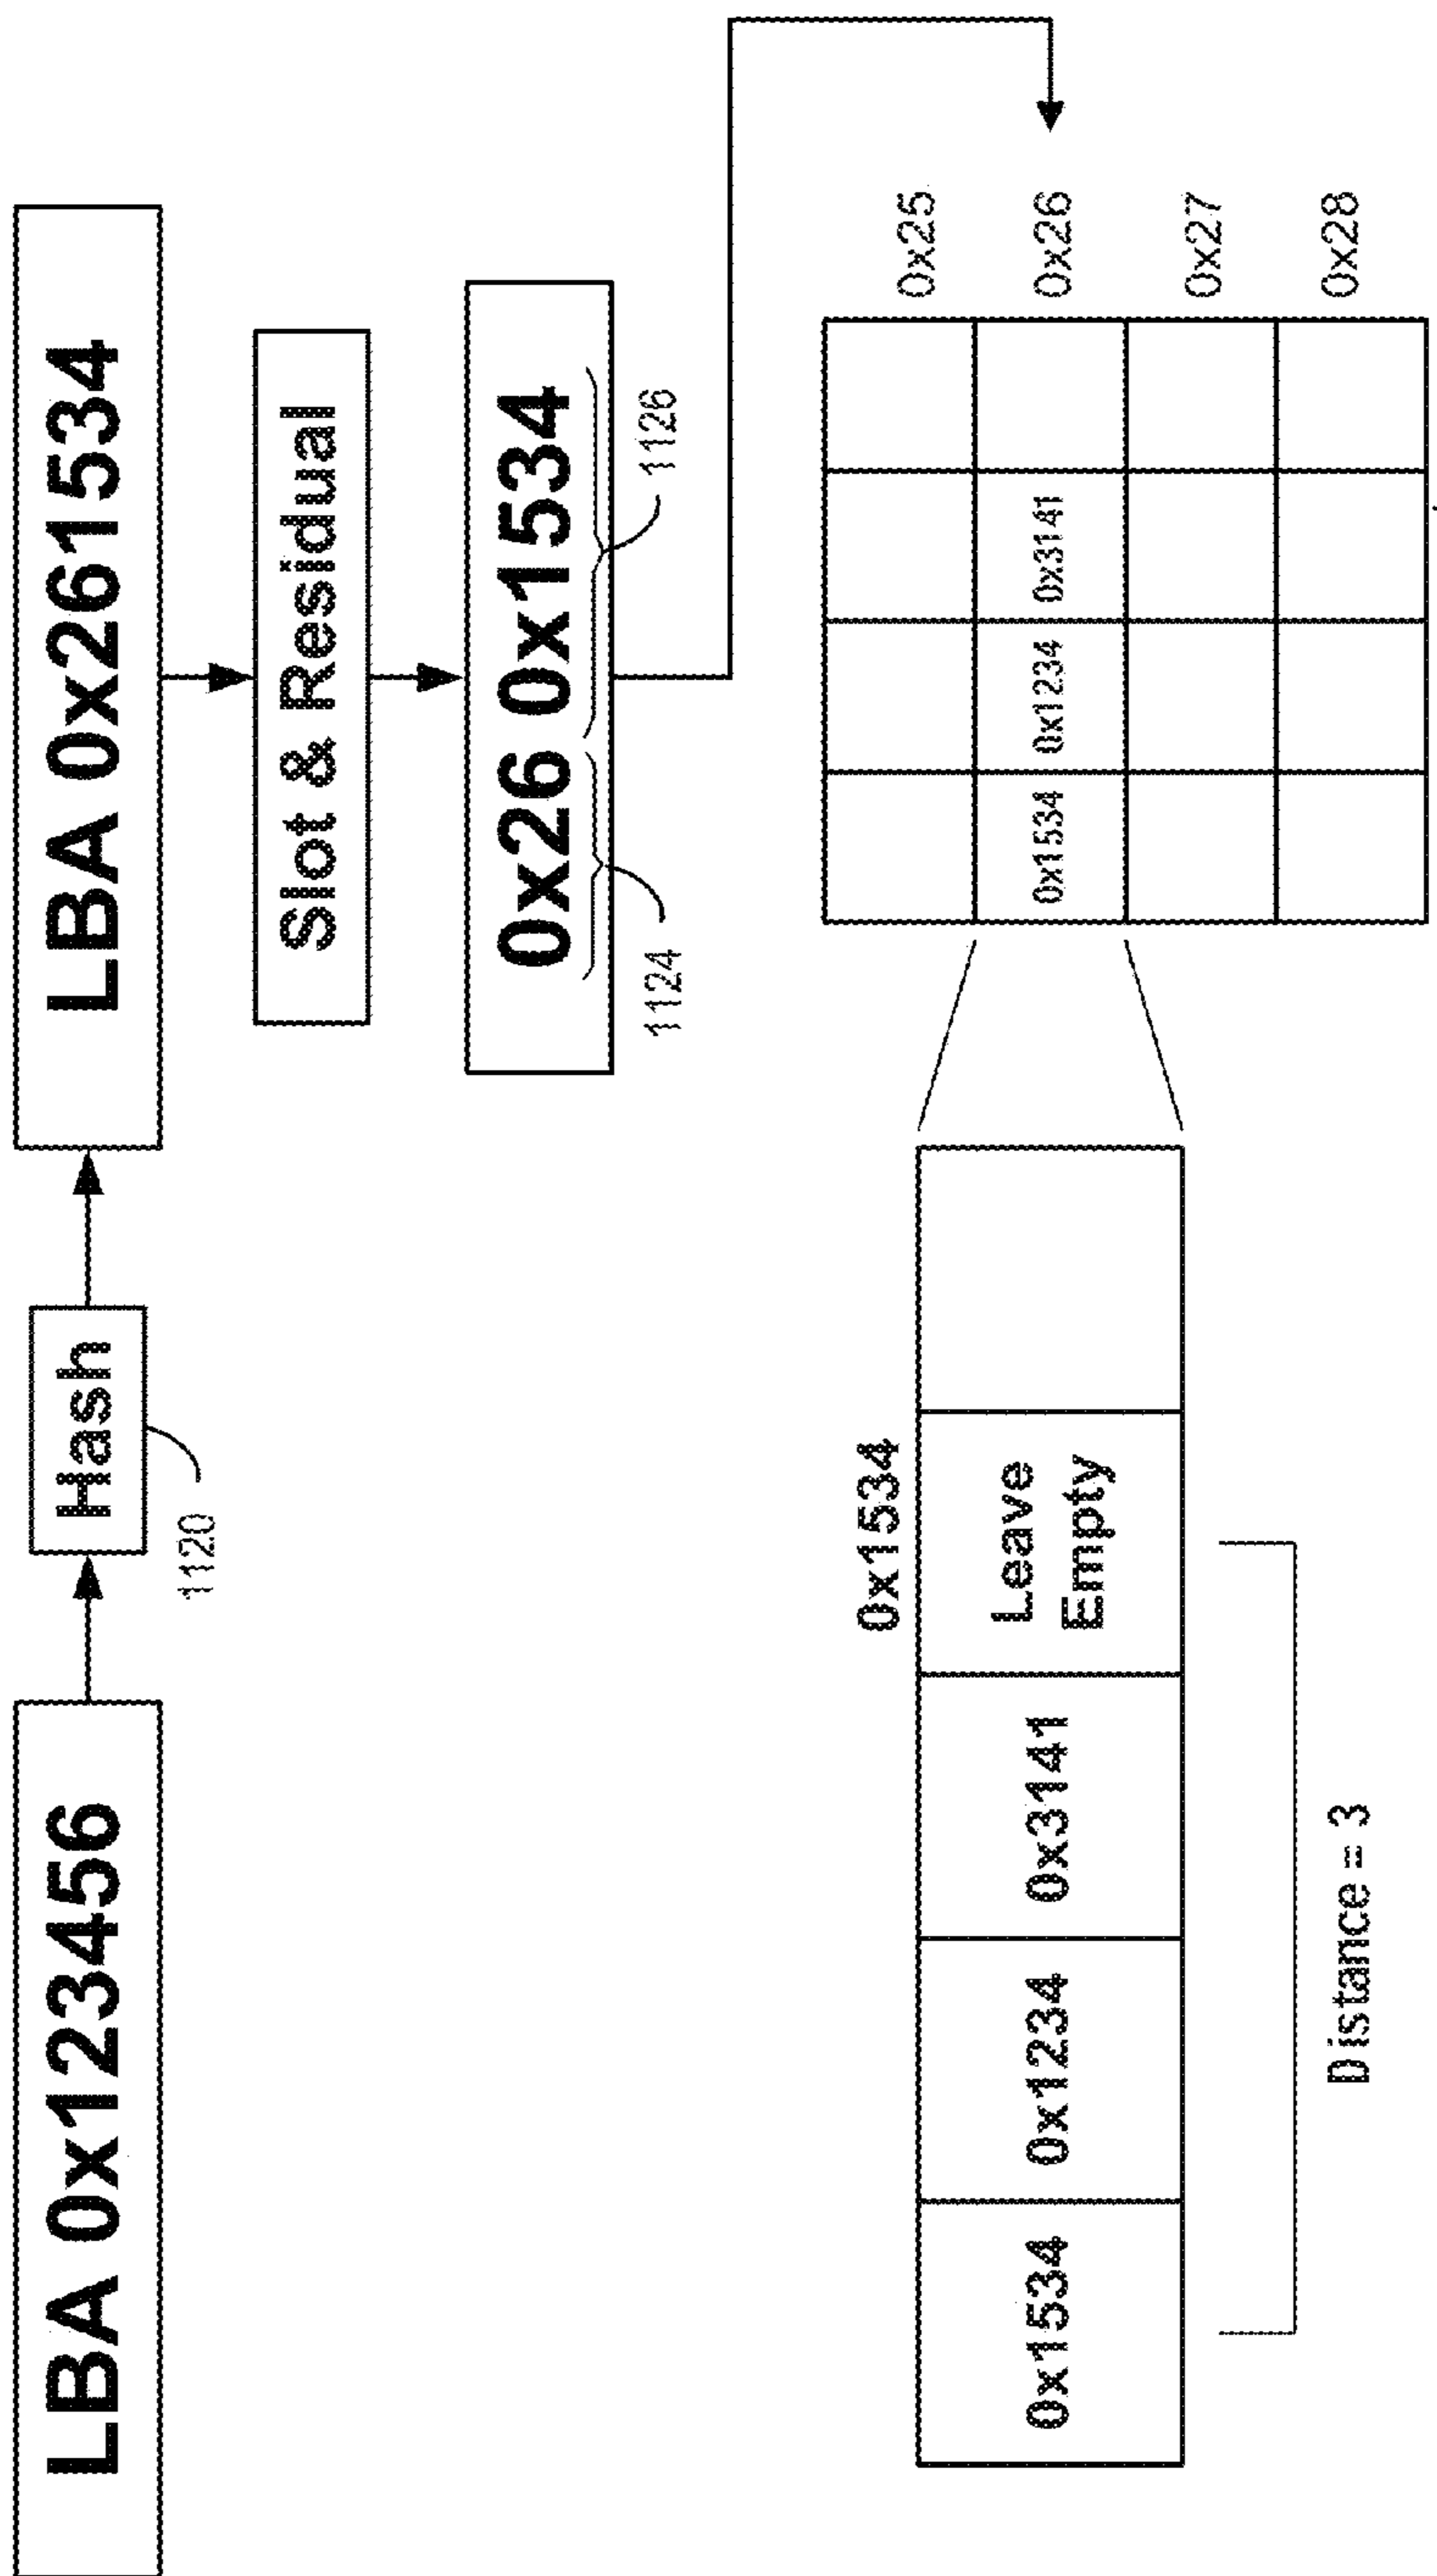 LBA 0x123456
Hash
1120
LBA 0x261534
Slot & Residual
0x26 0x1534
1124
1126
0x25
0x1534
0x1234
0x3141
0x26
0x27
0x28
0x1534
0x1534
0x1234
0x3141
Leave
Empty
Distance = 3